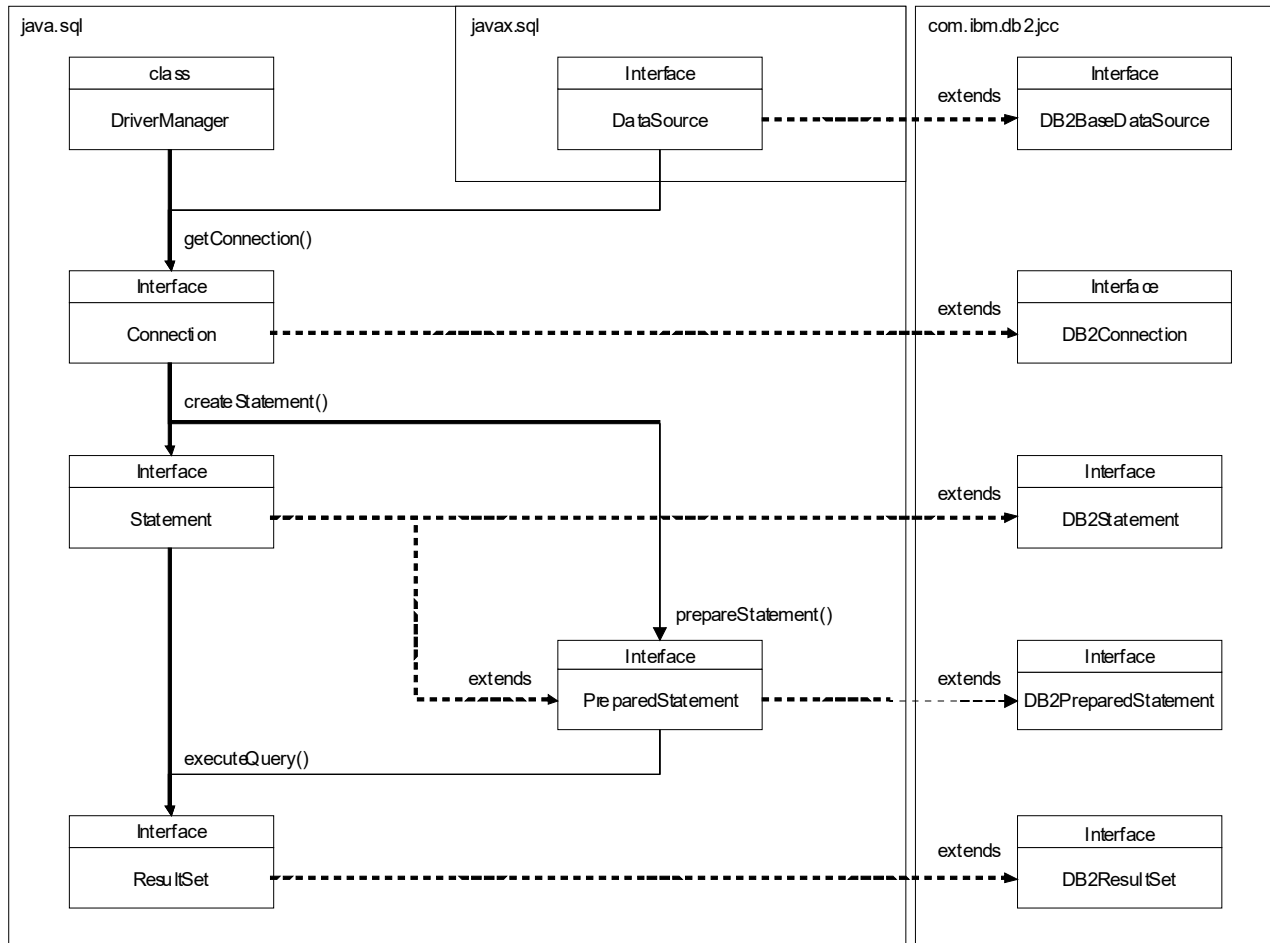 java.sql
javax.sql
com.ibm.db2.jcc
class
DriverManager
Interface
DataSource
extends
Interface
DB2BaseDataSource
getConnection()
Interface
Connection
extends
Interface
DB2Connection
createStatement()
Interface
Statement
extends
Interface
DB2Statement
prepareStatement()
extends
Interface
PreparedStatement
extends
Interface
DB2PreparedStatement
executeQuery()
Interface
ResultSet
extends
Interface
DB2ResultSet